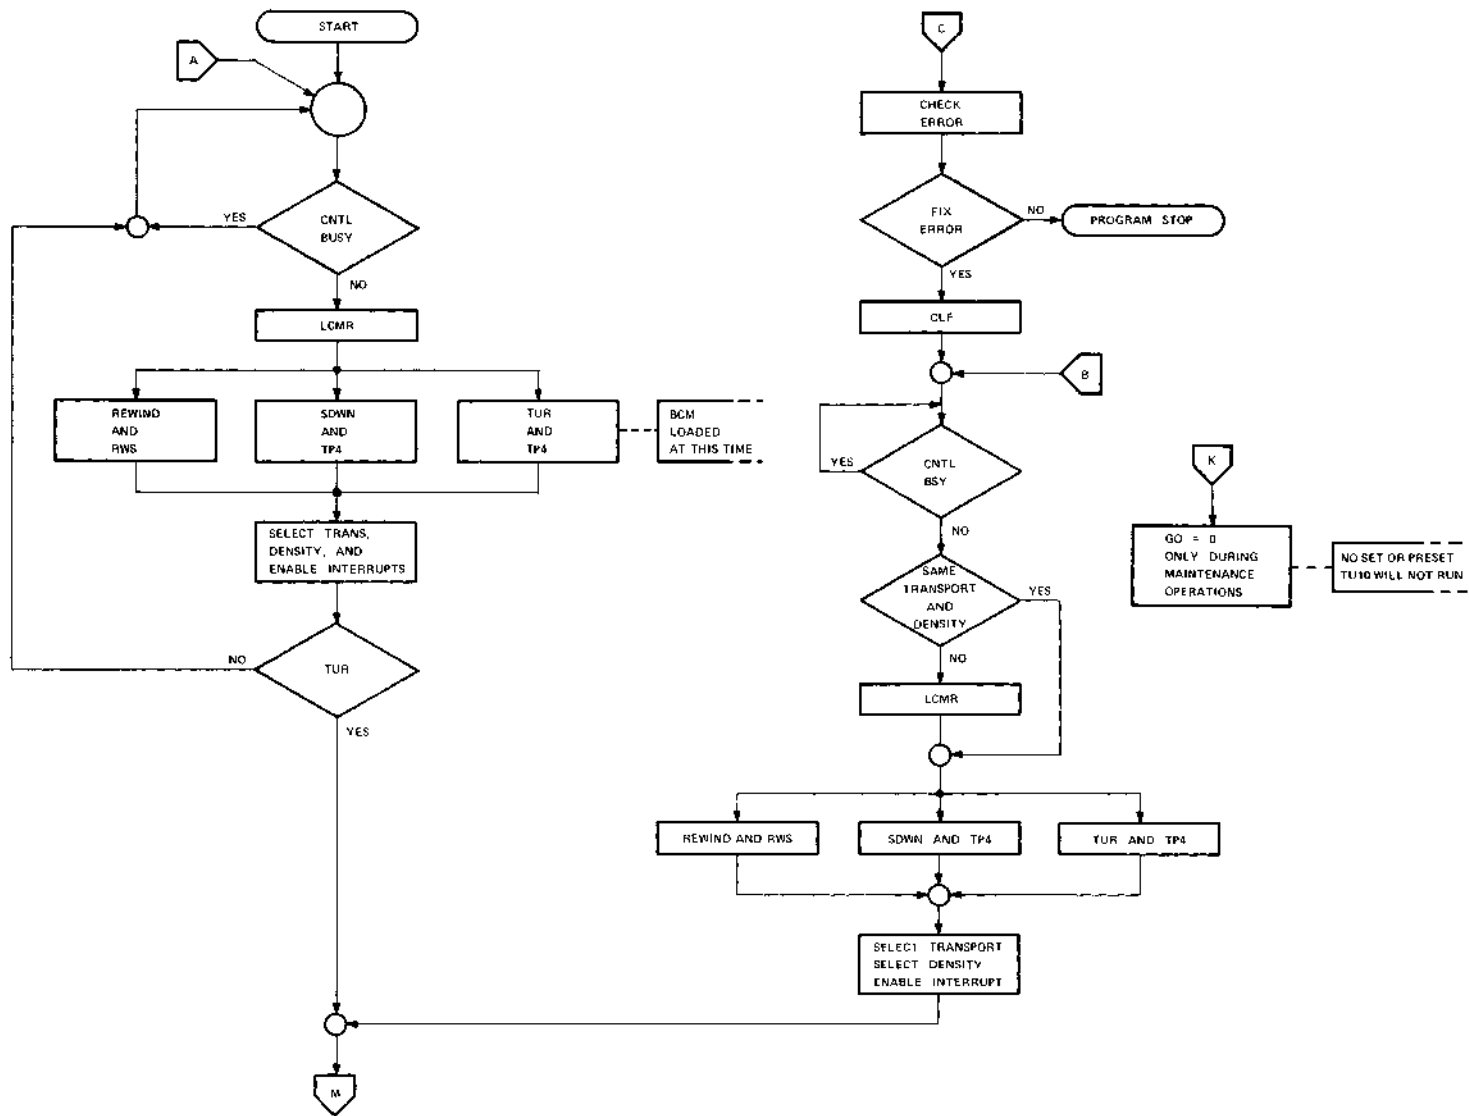 START
A
CNTL
BUSY
YES
NO
LCMR
REWIND
AND
RWS
SDWN
AND
TP4
TUR
AND
TP4
BCM
LOADED
AT THIS TIME
SELECT TRANS,
DENSITY, AND
ENABLE INTERRUPTS
NO
TUR
YES
M
C
CHECK
ERROR
FIX
ERROR
NO
PROGRAM STOP
YES
CLF
B
YES
CNTL
BSY
NO
SAME
TRANSPORT
AND
DENSITY
YES
NO
LCMR
REWIND AND RWS
SDWN AND TP4
TUR AND TP4
SELECT TRANSPORT
SELECT DENSITY
ENABLE INTERRUPT
K
GO = 0
ONLY DURING
MAINTENANCE
OPERATIONS
NO SET OR PRESET
TU10 WILL NOT RUN